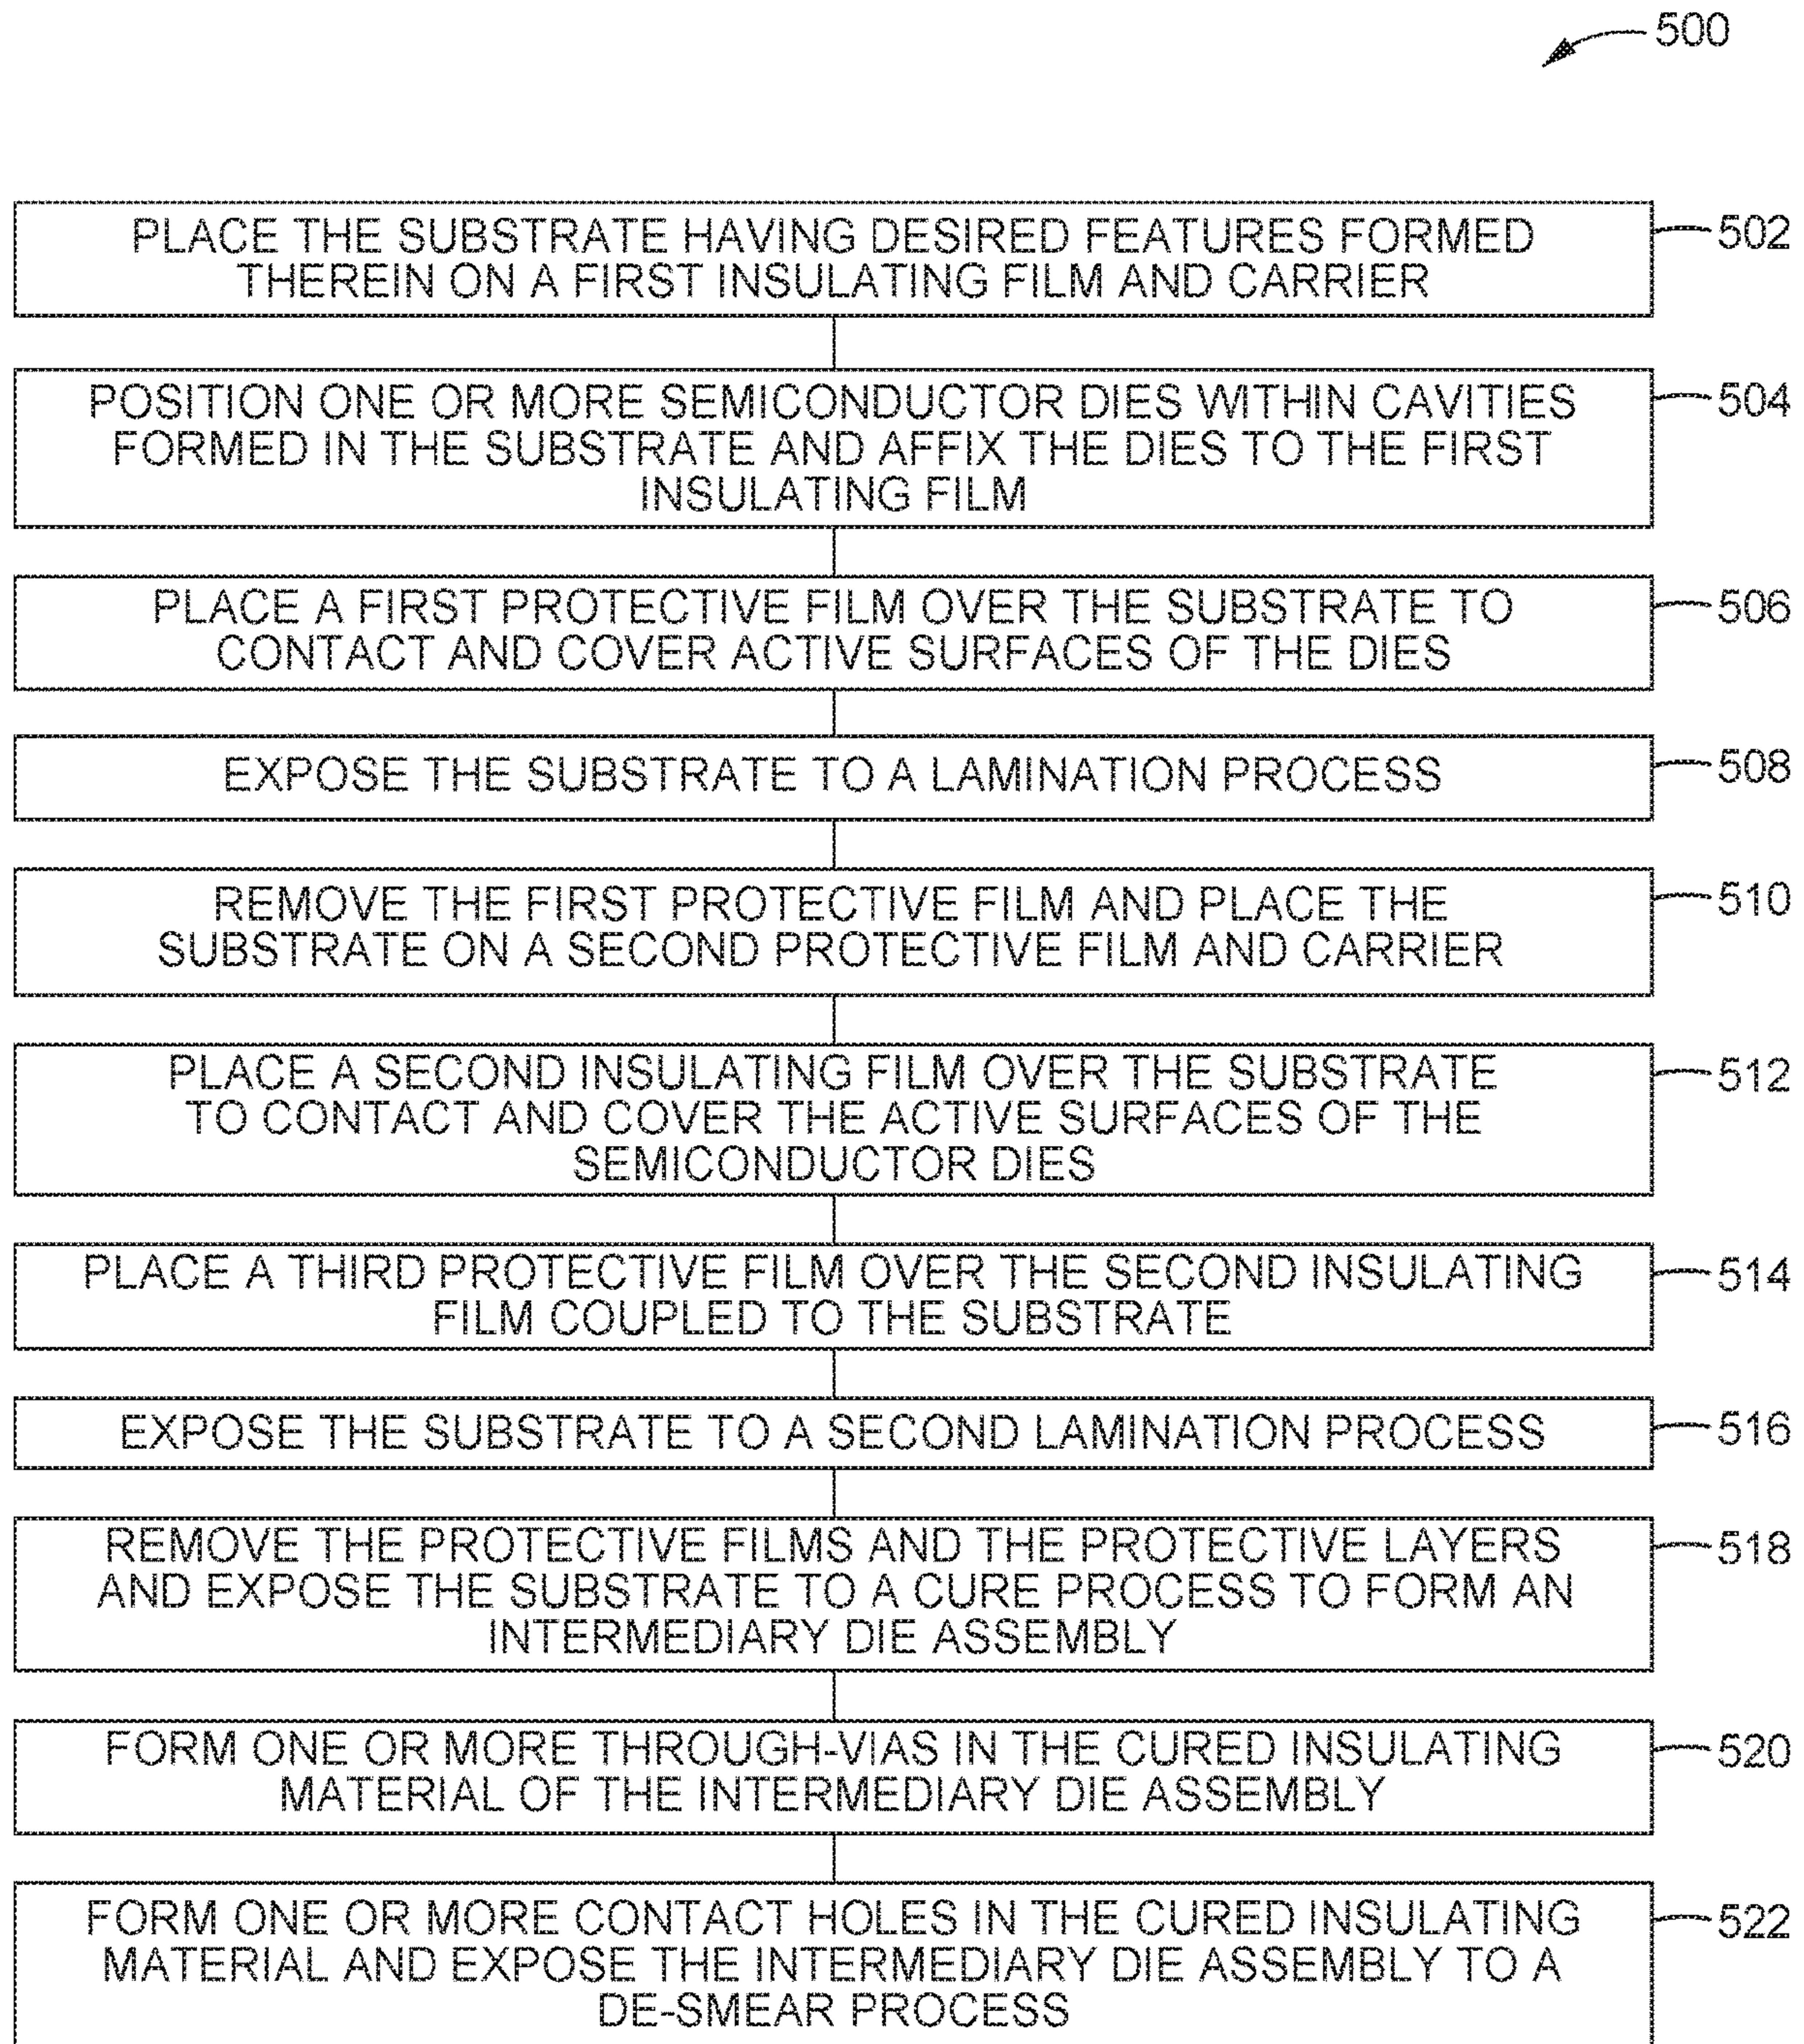 500
PLACE THE SUBSTRATE HAVING DESIRED FEATURES FORMED
THEREIN ON A FIRST INSULATING FILM AND CARRIER
502
POSITION ONE OR MORE SEMICONDUCTOR DIES WITHIN CAVITIES
FORMED IN THE SUBSTRATE AND AFFIX THE DIES TO THE FIRST
INSULATING FILM
504
PLACE A FIRST PROTECTIVE FILM OVER THE SUBSTRATE TO
CONTACT AND COVER ACTIVE SURFACES OF THE DIES
506
EXPOSE THE SUBSTRATE TO A LAMINATION PROCESS
508
REMOVE THE FIRST PROTECTIVE FILM AND PLACE THE
SUBSTRATE ON A SECOND PROTECTIVE FILM AND CARRIER
510
PLACE A SECOND INSULATING FILM OVER THE SUBSTRATE
TO CONTACT AND COVER THE ACTIVE SURFACES OF THE
SEMICONDUCTOR DIES
512
PLACE A THIRD PROTECTIVE FILM OVER THE SECOND INSULATING
FILM COUPLED TO THE SUBSTRATE
514
EXPOSE THE SUBSTRATE TO A SECOND LAMINATION PROCESS
516
REMOVE THE PROTECTIVE FILMS AND THE PROTECTIVE LAYERS
AND EXPOSE THE SUBSTRATE TO A CURE PROCESS TO FORM AN
INTERMEDIARY DIE ASSEMBLY
518
FORM ONE OR MORE THROUGH-VIAS IN THE CURED INSULATING
MATERIAL OF THE INTERMEDIARY DIE ASSEMBLY
520
FORM ONE OR MORE CONTACT HOLES IN THE CURED INSULATING
MATERIAL AND EXPOSE THE INTERMEDIARY DIE ASSEMBLY TO A
DE-SMEAR PROCESS
522